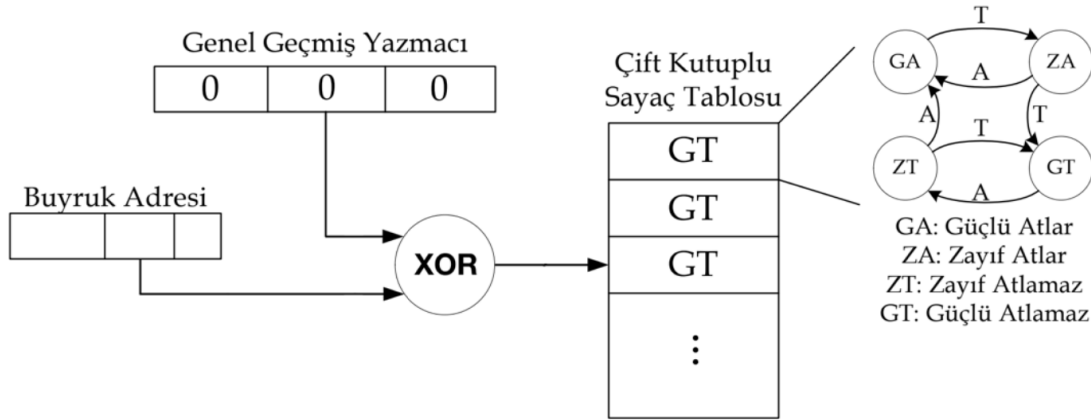 Genel Geçmiş Yazmacı
0 0 0
Buyruk Adresi
XOR
Çift Kutuplu
Sayaç Tablosu
GT
GT
GT
T
GA
ZA
A
A
T
T
ZT
GT
A
GA: Güçlü Atlar
ZA: Zayıf Atlar
ZT: Zayıf Atlamaz
GT: Güçlü Atlamaz